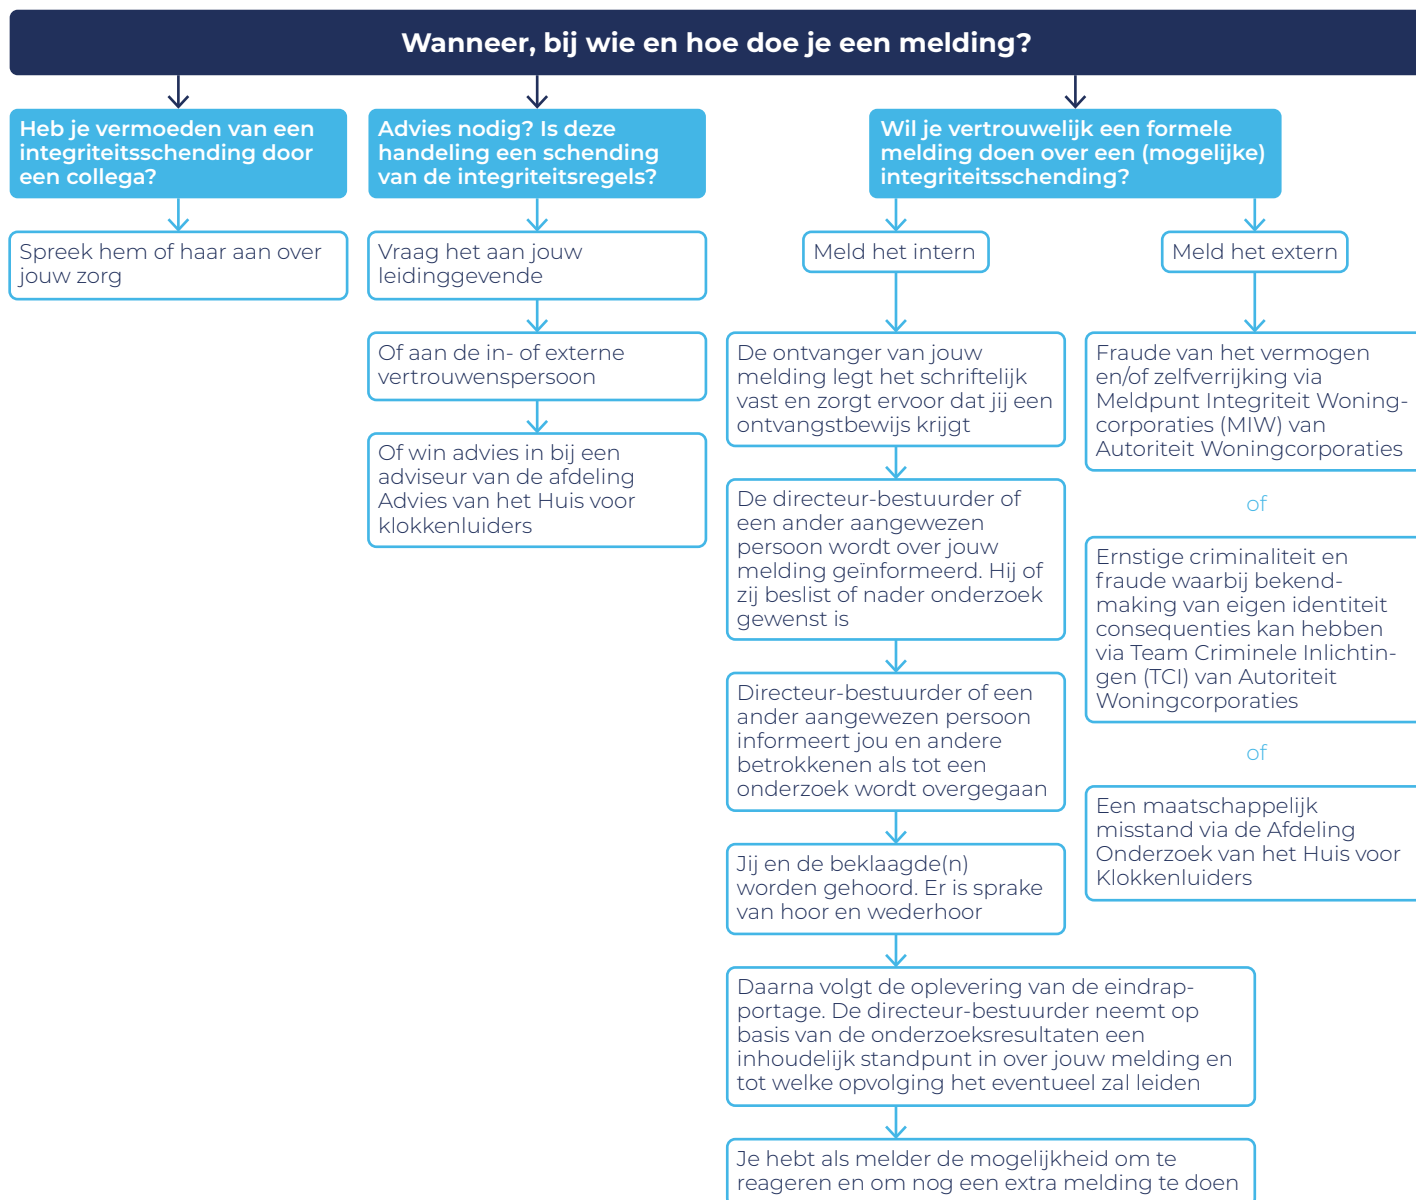 Wanneer, bij wie en hoe doe je een melding?
Heb je vermoeden van een
integriteitsschending door
een collega?
Spreek hem of haar aan over
jouw zorg
Advies nodig? Is deze
handeling een schending
van de integriteitsregels?
Vraag het aan jouw
leidinggevende
Of aan de in- of externe
vertrouwenspersoon
Of win advies in bij een
adviseur van de afdeling
Advies van het Huis voor
klokkenluiders
Wil je vertrouwelijk een formele
melding doen over een (mogelijke)
integriteitsschending?
Meld het intern
De ontvanger van jouw
melding legt het schriftelijk
vast en zorgt ervoor dat jij een
ontvangstbewijs krijgt
De directeur-bestuurder of
een ander aangewezen
persoon wordt over jouw
melding geïnformeerd. Hij of
zij beslist of nader onderzoek
gewenst is
Directeur-bestuurder of een
ander aangewezen persoon
informeert jou en andere
betrokkenen als tot een
onderzoek wordt overgegaan
Jij en de beklaagde(n)
worden gehoord. Er is sprake
van hoor en wederhoor
Daarna volgt de oplevering van de eindrap-
portage. De directeur-bestuurder neemt op
basis van de onderzoeksresultaten een
inhoudelijk standpunt in over jouw melding en
tot welke opvolging het eventueel zal leiden
Je hebt als melder de mogelijkheid om te
reageren en om nog een extra melding te doen
Meld het extern
Fraude van het vermogen
en/of zelfverrijking via
Meldpunt Integriteit Woning-
corporaties (MIW) van
Autoriteit Woningcorporaties
of
Ernstige criminaliteit en
fraude waarbij bekend-
making van eigen identiteit
consequenties kan hebben
via Team Criminele Inlichtin-
gen (TCI) van Autoriteit
Woningcorporaties
of
Een maatschappelijk
misstand via de Afdeling
Onderzoek van het Huis voor
Klokkenluiders